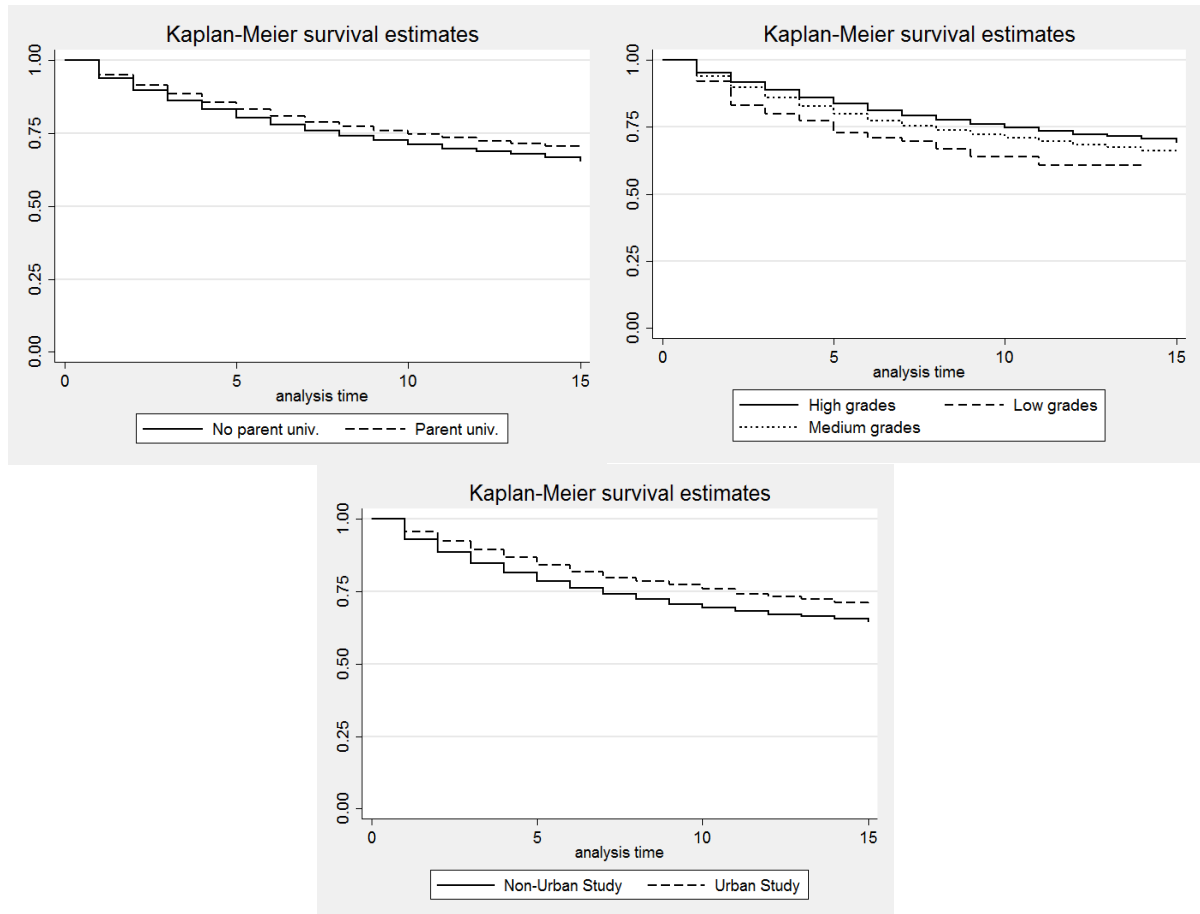 Kaplan-Meier survival estimates
1.00
0.75
0.50
0.25
0.00
0 5 10 15
analysis time
No parent univ. Parent univ.
Kaplan-Meier survival estimates
1.00
0.75
0.50
0.25
0.00
0 5 10 15
analysis time
High grades Low grades
Medium grades
Kaplan-Meier survival estimates
1.00
0.75
0.50
0.25
0.00
0 5 10 15
analysis time
Non-Urban Study Urban Study